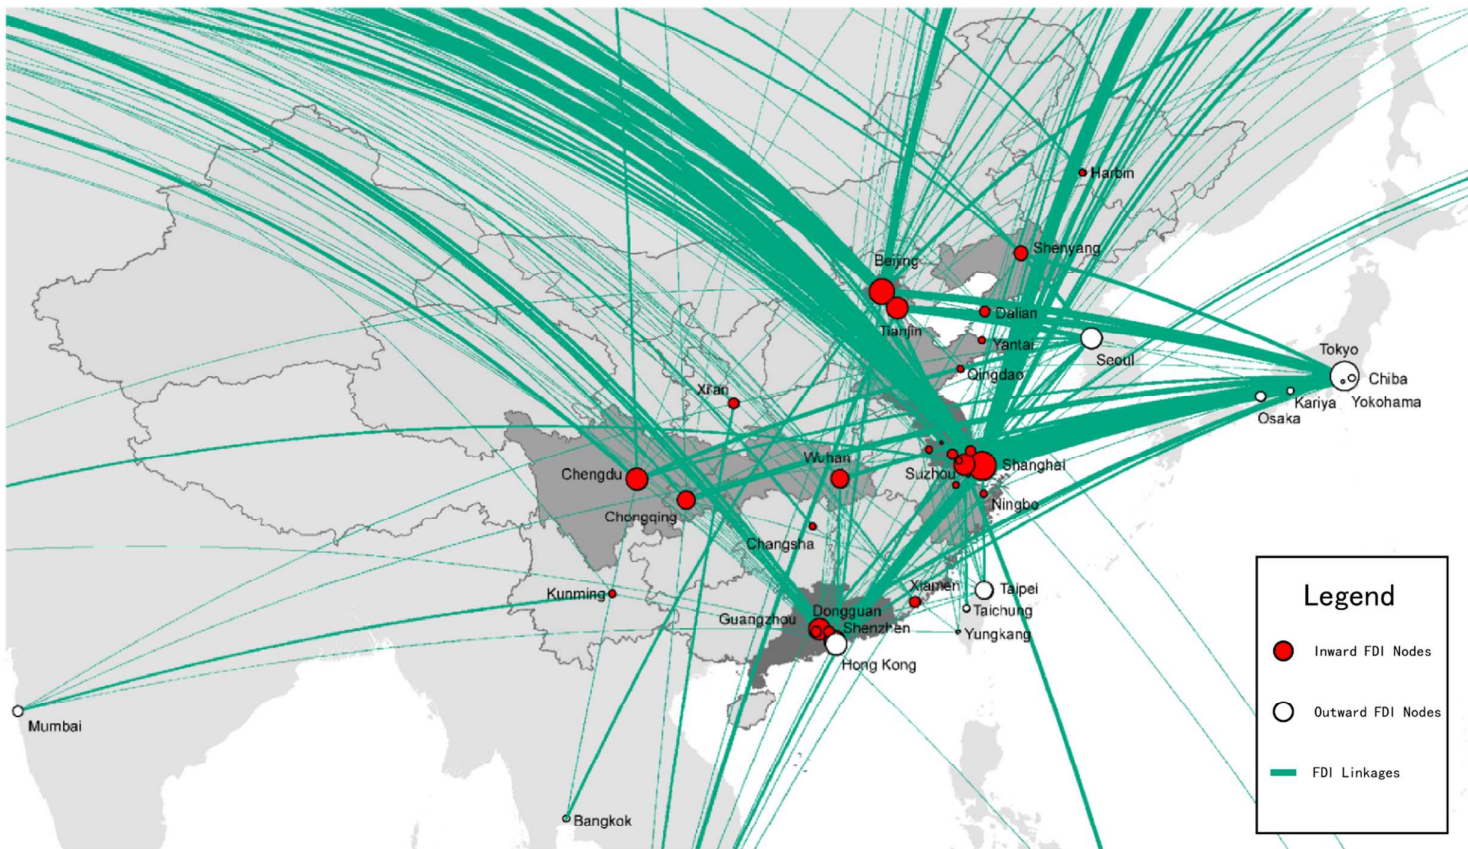 Harbin
Shenyang
Beijing
Tianjin
Dalian
Yantai
Seoul
Qingdao
Tokyo
Chiba
Yokohama
Kariya
Osaka
Xi'an
Chengdu
Wuhan
Suzhou
Shanghai
Chongqing
Ningbo
Changsha
Kunming
Xiamen
Taipei
Dongguan
Taichung
Guangzhou
Shenzhen
Yungkang
Hong Kong
Mumbai
Bangkok
Legend
Inward FDI Nodes
Outward FDI Nodes
FDI Linkages